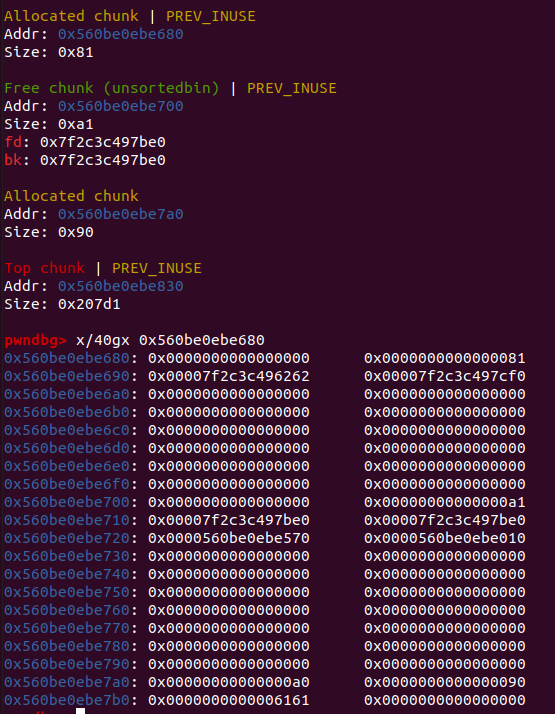 Allocated chunk | PREV_INUSE
Addr: 0x560be0ebe680
Size: 0x81
Free chunk (unsortedbin) | PREV_INUSE
Addr: 0x560be0ebe700
Size: 0xa1
fd: 0x7f2c3c497be0
bk: 0x7f2c3c497be0
Allocated chunk
Addr: 0x560be0ebe7a0
Size: 0x90
Top chunk | PREV_INUSE
Addr: 0x560be0ebe830
Size: 0x207d1
pwndbg> x/40gx 0x560be0ebe680
0x560be0ebe680: 0x0000000000000000 0x0000000000000081
0x560be0ebe690: 0x00007f2c3c496262 0x00007f2c3c497cf0
0x560be0ebe6a0: 0x0000000000000000 0x0000000000000000
0x560be0ebe6b0: 0x0000000000000000 0x0000000000000000
0x560be0ebe6c0: 0x0000000000000000 0x0000000000000000
0x560be0ebe6d0: 0x0000000000000000 0x0000000000000000
0x560be0ebe6e0: 0x0000000000000000 0x0000000000000000
0x560be0ebe6f0: 0x0000000000000000 0x0000000000000000
0x560be0ebe700: 0x0000000000000000 0x00000000000000a1
0x560be0ebe710: 0x00007f2c3c497be0 0x00007f2c3c497be0
0x560be0ebe720: 0x0000560be0ebe570 0x0000560be0ebe010
0x560be0ebe730: 0x0000000000000000 0x0000000000000000
0x560be0ebe740: 0x0000000000000000 0x0000000000000000
0x560be0ebe750: 0x0000000000000000 0x0000000000000000
0x560be0ebe760: 0x0000000000000000 0x0000000000000000
0x560be0ebe770: 0x0000000000000000 0x0000000000000000
0x560be0ebe780: 0x0000000000000000 0x0000000000000000
0x560be0ebe790: 0x0000000000000000 0x0000000000000000
0x560be0ebe7a0: 0x00000000000000a0 0x0000000000000090
0x560be0ebe7b0: 0x0000000000006161 0x0000000000000000